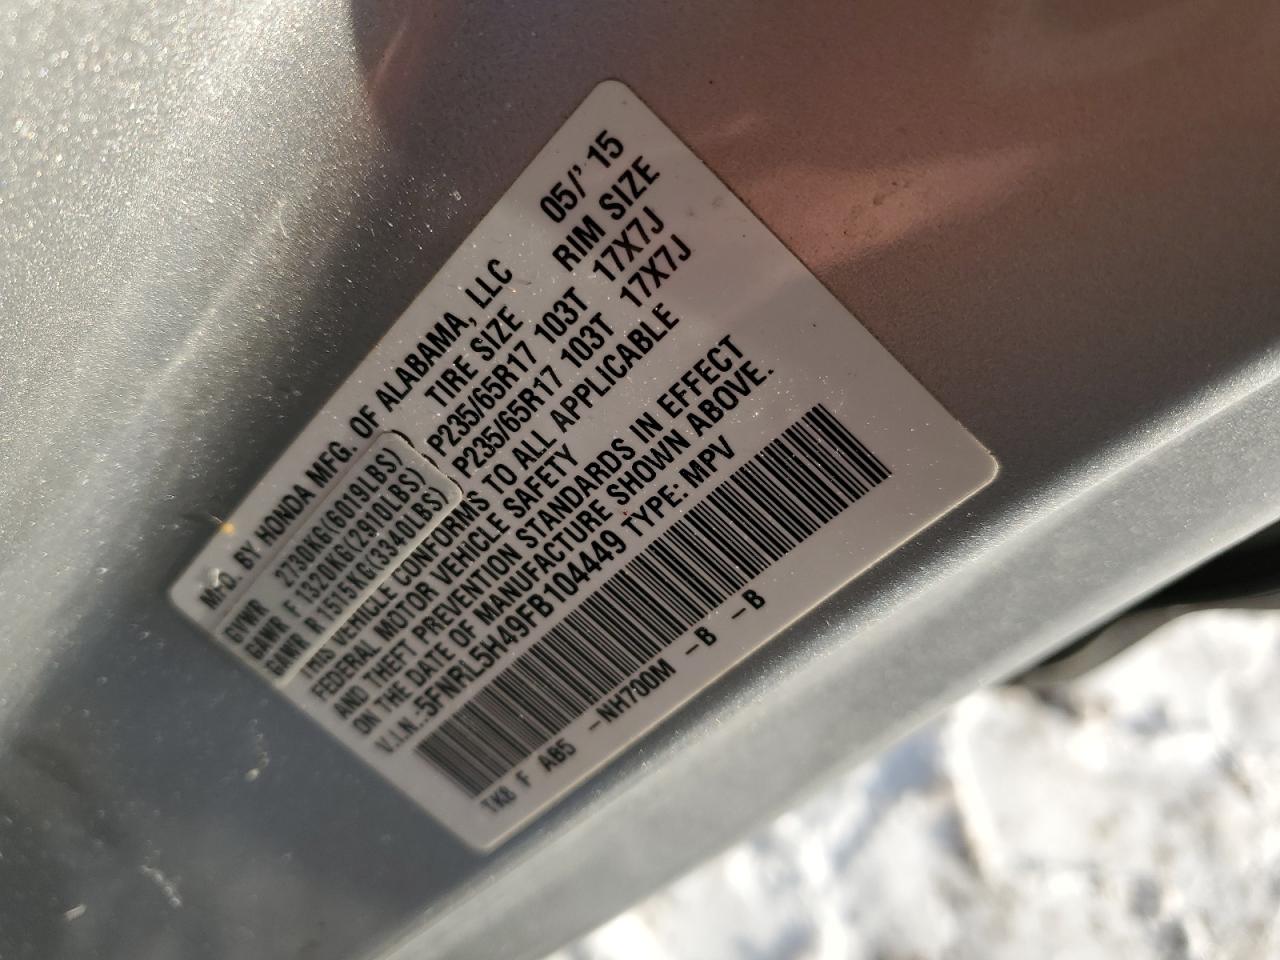 MFD. BY HONDA MFG. OF ALABAMA, LLC 05/' 15
TIRE SIZE RIM SIZE
GVWR 2730KG(6019LBS)
GAWR F 1320KG(2910LBS) P235/65R17 103T 17X7J
GAWR R 1515KG(3340LBS) P235/65R17 103T 17X7J
THIS VEHICLE CONFORMS TO ALL APPLICABLE
FEDERAL MOTOR VEHICLE SAFETY
AND THEFT PREVENTION STANDARDS IN EFFECT
ON THE DATE OF MANUFACTURE SHOWN ABOVE.
V.I.N.:5FNRL5H49FB104449 TYPE: MPV
TK8 F AB5 -NH700M -B -B